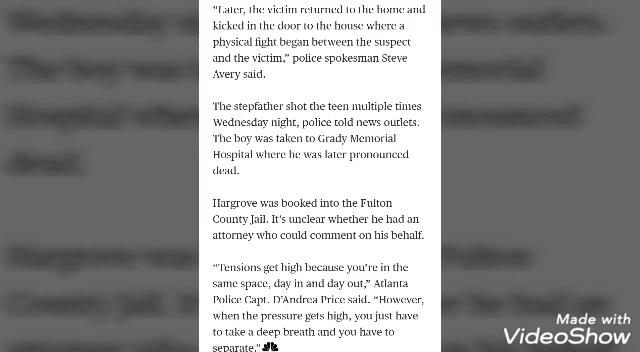 “Later, the victim returned to the home and
kicked in the door to the house where a
physical fight began between the suspect
and the victim,” police spokesman Steve
Avery said.
The stepfather shot the teen multiple times
Wednesday night, police told news outlets.
The boy was taken to Grady Memorial
Hospital where he was later pronounced
dead.
Hargrove was booked into the Fulton
County Jail. It’s unclear whether he had an
attorney who could comment on his behalf.
“Tensions get high because you’re in the
same space, day in and day out,” Atlanta
Police Capt. D’Andrea Price said. “However,
when the pressure gets high, you just have
to take a deep breath and you have to
separate.”
Made with
VideoShow